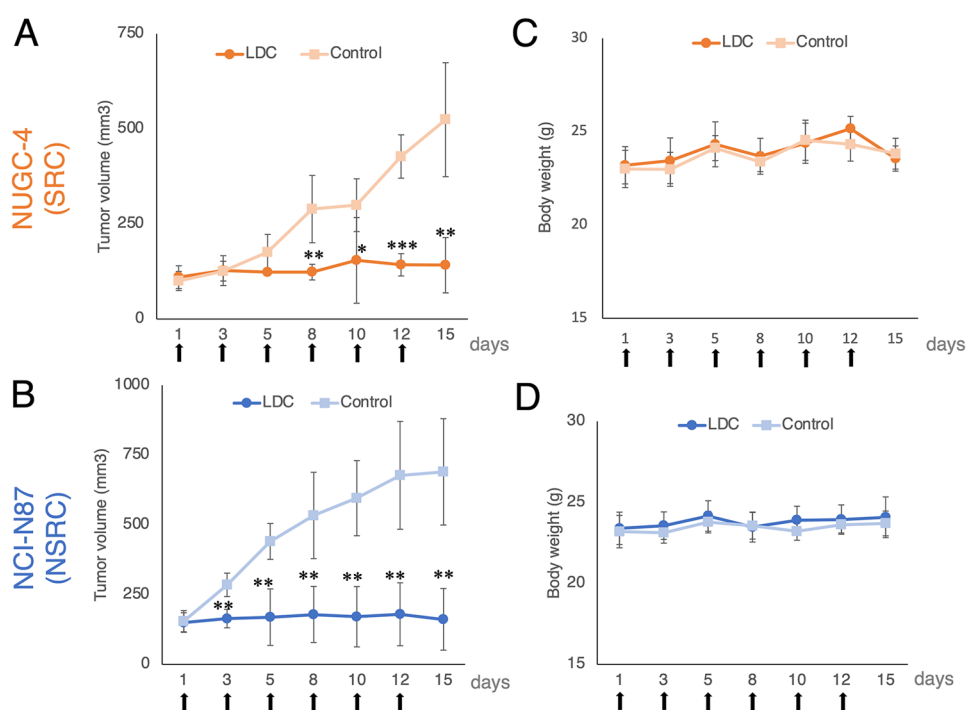 A
NUGC-4
(SRC)
Tumor volume (mm3)
750
500
250
0
LDC
Control
**
*
***
**
1 3 5 8 10 12 15
days
C
Body weight (g)
30
25
20
15
LDC
Control
1 3 5 8 10 12 15
days
B
NCI-N87
(NSRC)
Tumor volume (mm3)
1000
750
500
250
0
LDC
Control
** ** ** ** ** **
1 3 5 8 10 12 15
days
D
Body weight (g)
30
25
20
15
LDC
Control
1 3 5 8 10 12 15
days